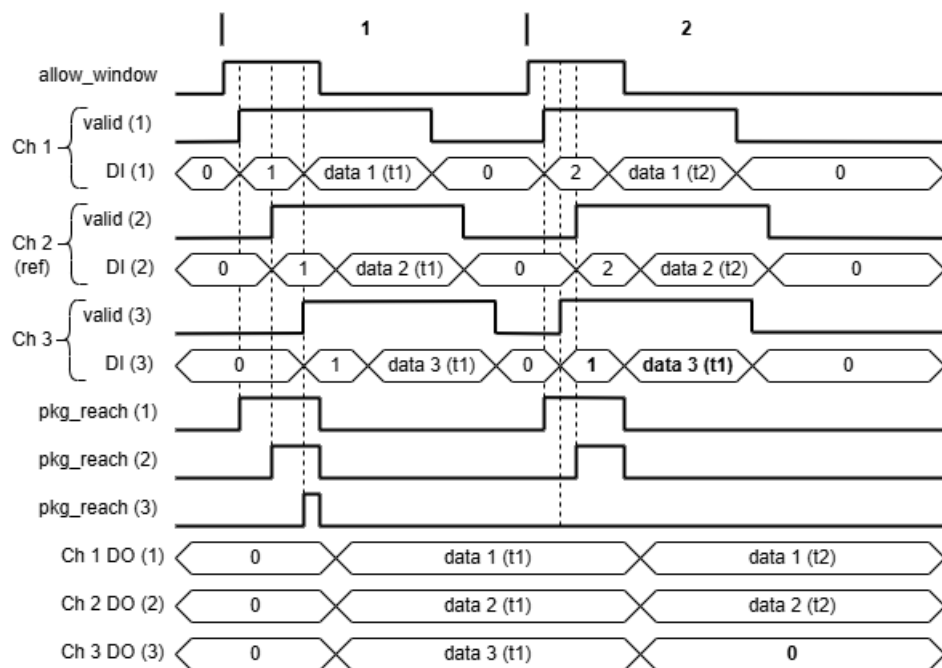 1 2
allow_window
valid (1)
Ch 1
DI (1) 0 1 data 1 (t1) 0 2 data 1 (t2) 0
valid (2)
Ch 2
(ref)
DI (2) 0 1 data 2 (t1) 0 2 data 2 (t2) 0
valid (3)
Ch 3
DI (3) 0 1 data 3 (t1) 0 1 data 3 (t1) 0
pkg_reach (1)
pkg_reach (2)
pkg_reach (3)
Ch 1 DO (1) 0 data 1 (t1) data 1 (t2)
Ch 2 DO (2) 0 data 2 (t1) data 2 (t2)
Ch 3 DO (3) 0 data 3 (t1) 0